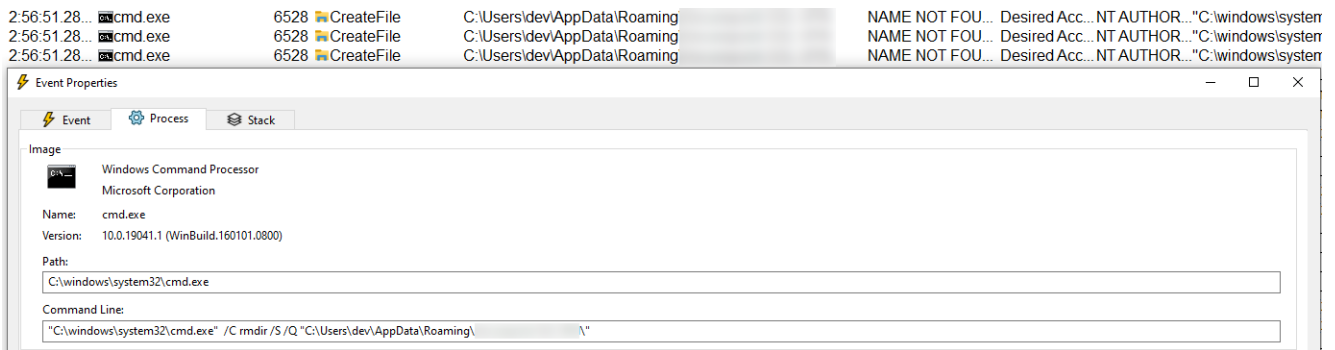 2:56:51.28... cmd.exe 6528 CreateFile C:\Users\dev\AppData\Roaming NAME NOT FOU... Desired Acc... NT AUTHOR... "C:\windows\system
2:56:51.28... cmd.exe 6528 CreateFile C:\Users\dev\AppData\Roaming NAME NOT FOU... Desired Acc... NT AUTHOR... "C:\windows\system
2:56:51.28... cmd.exe 6528 CreateFile C:\Users\dev\AppData\Roaming NAME NOT FOU... Desired Acc... NT AUTHOR... "C:\windows\system
Event Properties
Event Process Stack
Image
Windows Command Processor
Microsoft Corporation
Name: cmd.exe
Version: 10.0.19041.1 (WinBuild.160101.0800)
Path:
C:\windows\system32\cmd.exe
Command Line:
"C:\windows\system32\cmd.exe" /C rmdir /S /Q "C:\Users\dev\AppData\Roaming\ \"